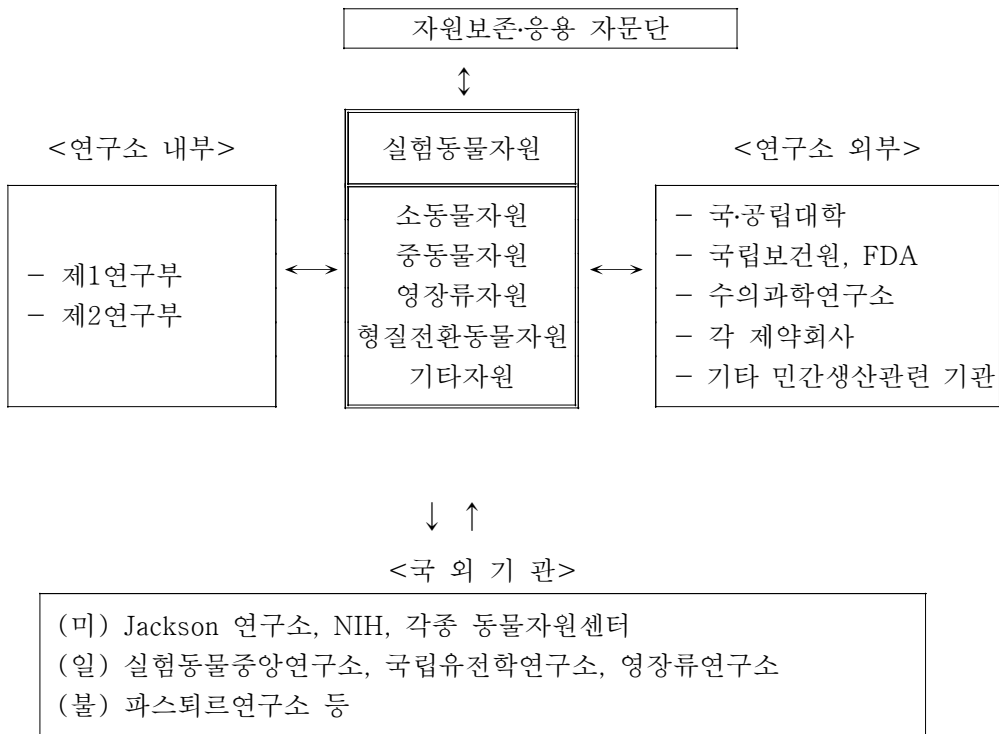 자원보존·응용 자문단
↕
<연구소 내부>
실험동물자원
<연구소 외부>
- 제1연구부
- 제2연구부
↔
소동물자원
중동물자원
영장류자원
형질전환동물자원
기타자원
↔
- 국·공립대학
- 국립보건원, FDA
- 수의과학연구소
- 각 제약회사
- 기타 민간생산관련 기관
↓ ↑
<국 외 기 관>
(미) Jackson 연구소, NIH, 각종 동물자원센터
(일) 실험동물중앙연구소, 국립유전학연구소, 영장류연구소
(불) 파스퇴르연구소 등